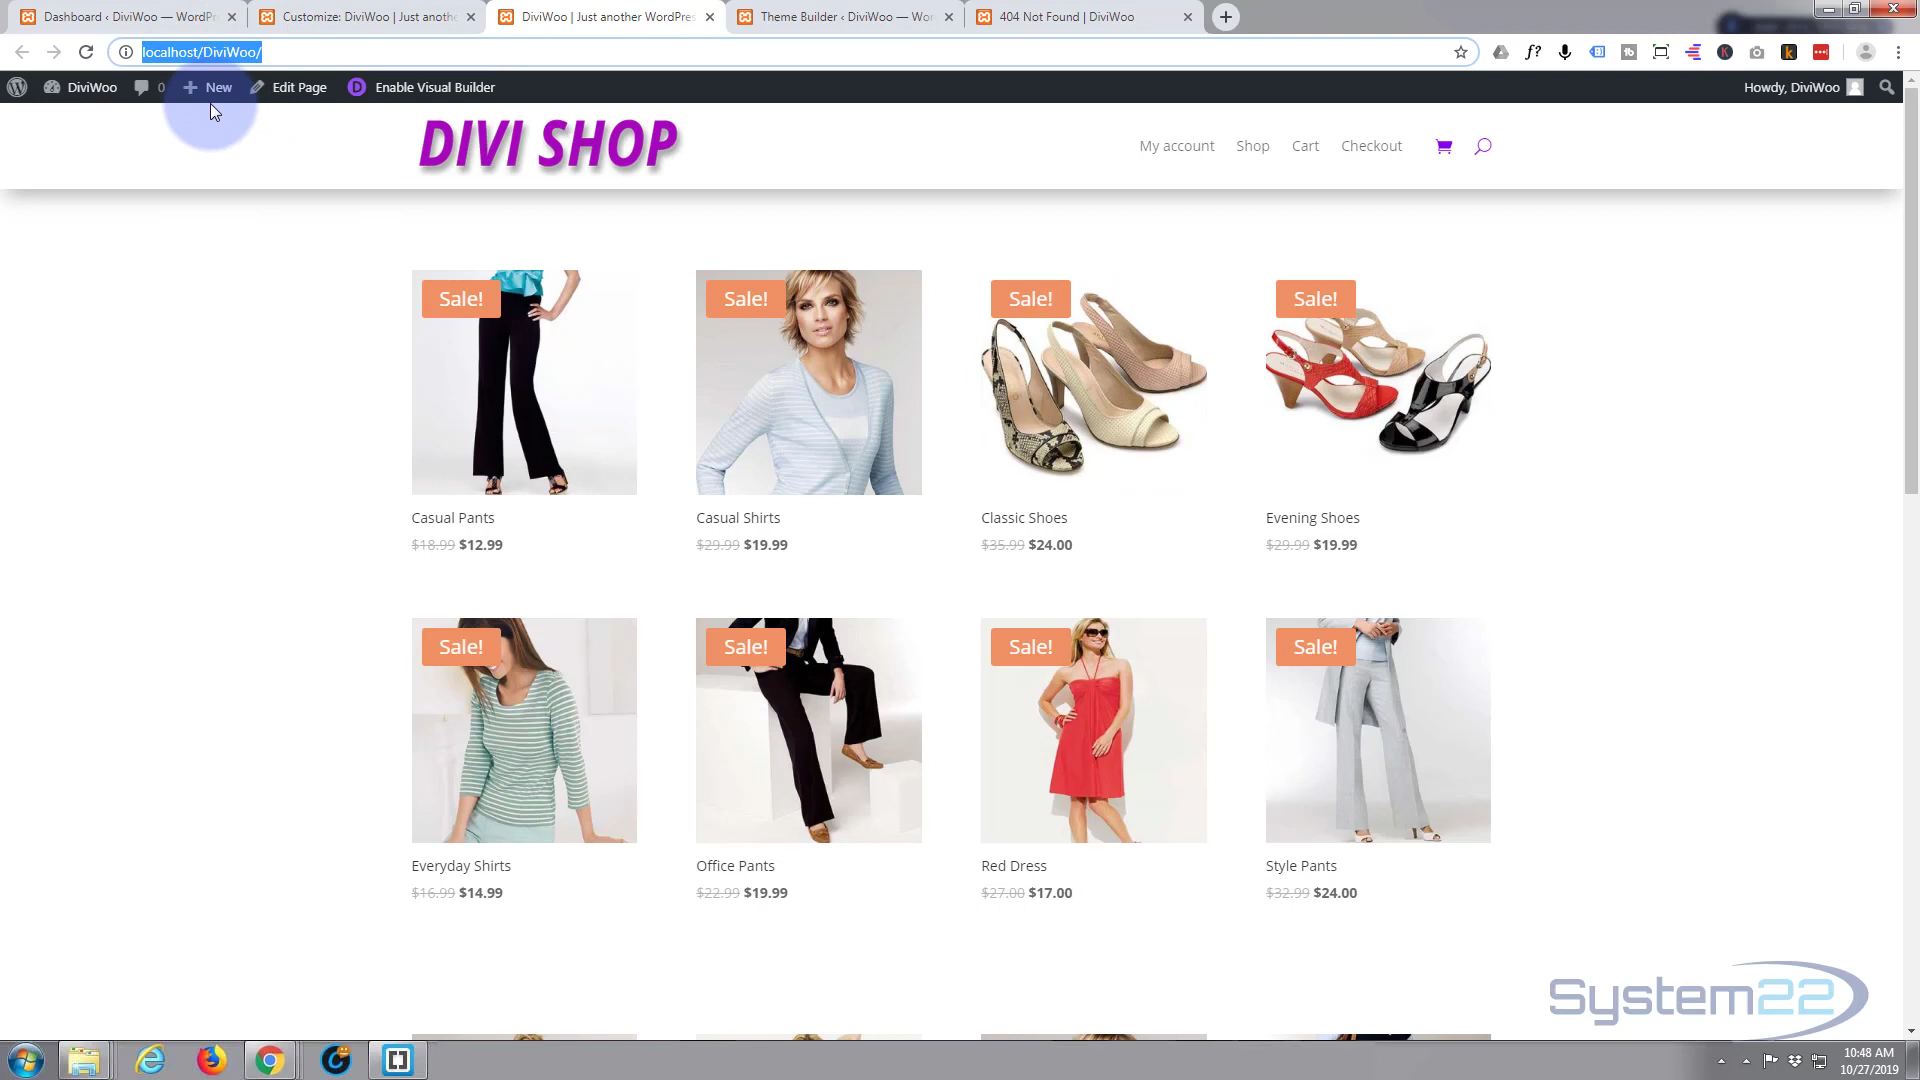 Dashboard ‹ DiviWoo — WordPr
Customize: DiviWoo | Just anothe
DiviWoo | Just another WordPres
Theme Builder ‹ DiviWoo — Wor
404 Not Found | DiviWoo
localhost/DiviWoo/
DiviWoo
0
New
Edit Page
Enable Visual Builder
Howdy, DiviWoo
DIVI SHOP
My account
Shop
Cart
Checkout
Sale!
Sale!
Sale!
Sale!
Casual Pants
Casual Shirts
Classic Shoes
Evening Shoes
$18.99 $12.99
$29.99 $19.99
$35.99 $24.00
$29.99 $19.99
Sale!
Sale!
Sale!
Sale!
Everyday Shirts
Office Pants
Red Dress
Style Pants
$16.99 $14.99
$22.99 $19.99
$27.00 $17.00
$32.99 $24.00
System22
10:48 AM
10/27/2019